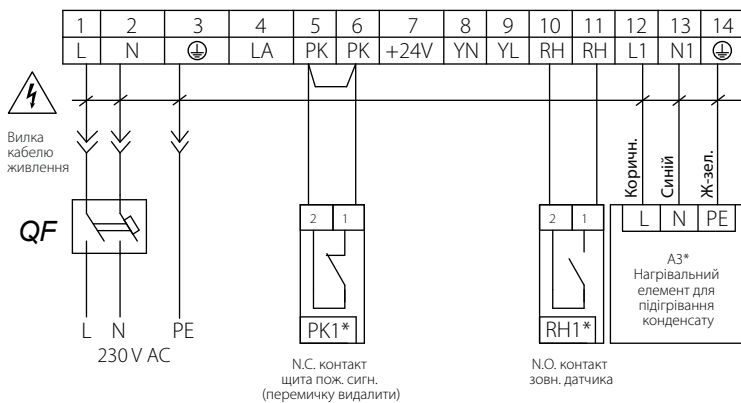 1 2 3 4 5 6 7 8 9 10 11 12 13 14
L N LA PK PK +24V YN YL RH RH L1 N1
Вилка
кабелю
живлення
Коричн.
Синій
Ж-зел.
QF
2 1
2 1
L N PE
PK1*
RH1*
A3*
Нагрівальний
елемент для
підігрівання
конденсату
L N PE
230 V AC
N.C. контакт
щита пож. сигн.
(перемичку видалити)
N.O. контакт
зовн. датчика